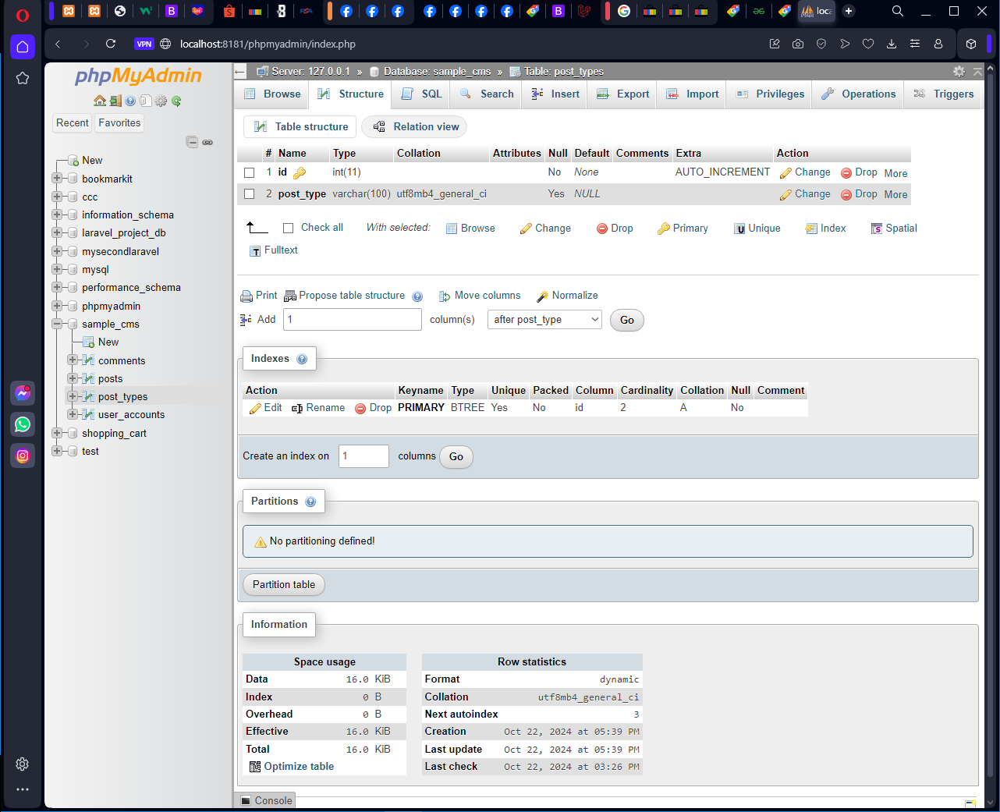 VPN localhost:8181/phpmyadmin/index.php
loca
phpMyAdmin
Recent Favorites
New
bookmarkit
ccc
information_schema
laravel_project_db
mysecondlaravel
mysql
performance_schema
phpmyadmin
sample_cms
New
comments
posts
post_types
user_accounts
shopping_cart
test
Server: 127.0.0.1 » Database: sample_cms » Table: post_types
Browse Structure SQL Search Insert Export Import Privileges Operations Triggers
Table structure Relation view
# Name Type Collation Attributes Null Default Comments Extra Action
1 id int(11) No None AUTO_INCREMENT Change Drop More
2 post_type varchar(100) utf8mb4_general_ci Yes NULL Change Drop More
Check all With selected: Browse Change Drop Primary Unique Index Spatial
Fulltext
Print Propose table structure Move columns Normalize
Add 1 column(s) after post_type Go
Indexes
Action Keyname Type Unique Packed Column Cardinality Collation Null Comment
Edit Rename Drop PRIMARY BTREE Yes No id 2 A No
Create an index on 1 columns Go
Partitions
No partitioning defined!
Partition table
Information
Space usage
Data 16.0 KiB
Index 0 B
Overhead 0 B
Effective 16.0 KiB
Total 16.0 KiB
Optimize table
Row statistics
Format dynamic
Collation utf8mb4_general_ci
Next autoindex 3
Creation Oct 22, 2024 at 05:39 PM
Last update Oct 22, 2024 at 05:39 PM
Last check Oct 22, 2024 at 03:26 PM
Console